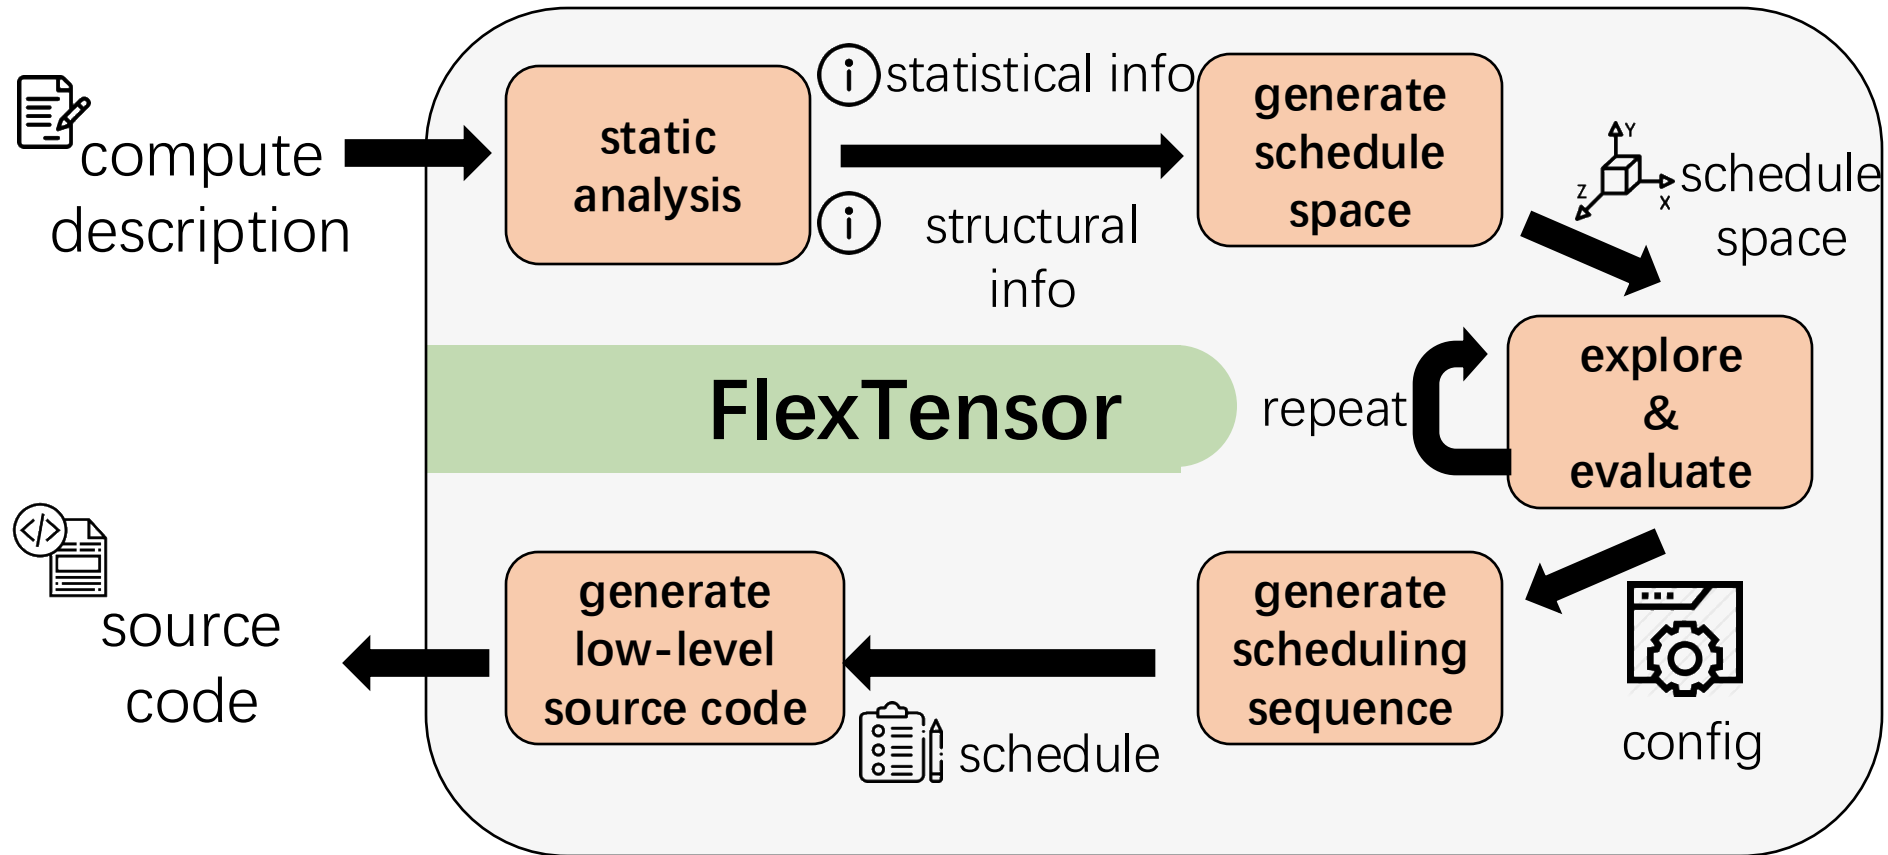 compute
description
static
analysis
statistical info
structural
info
generate
schedule
space
Y
Z
X
schedule
space
FlexTensor
repeat
explore
&
evaluate
config
generate
scheduling
sequence
schedule
generate
low-level
source code
</>
source
code